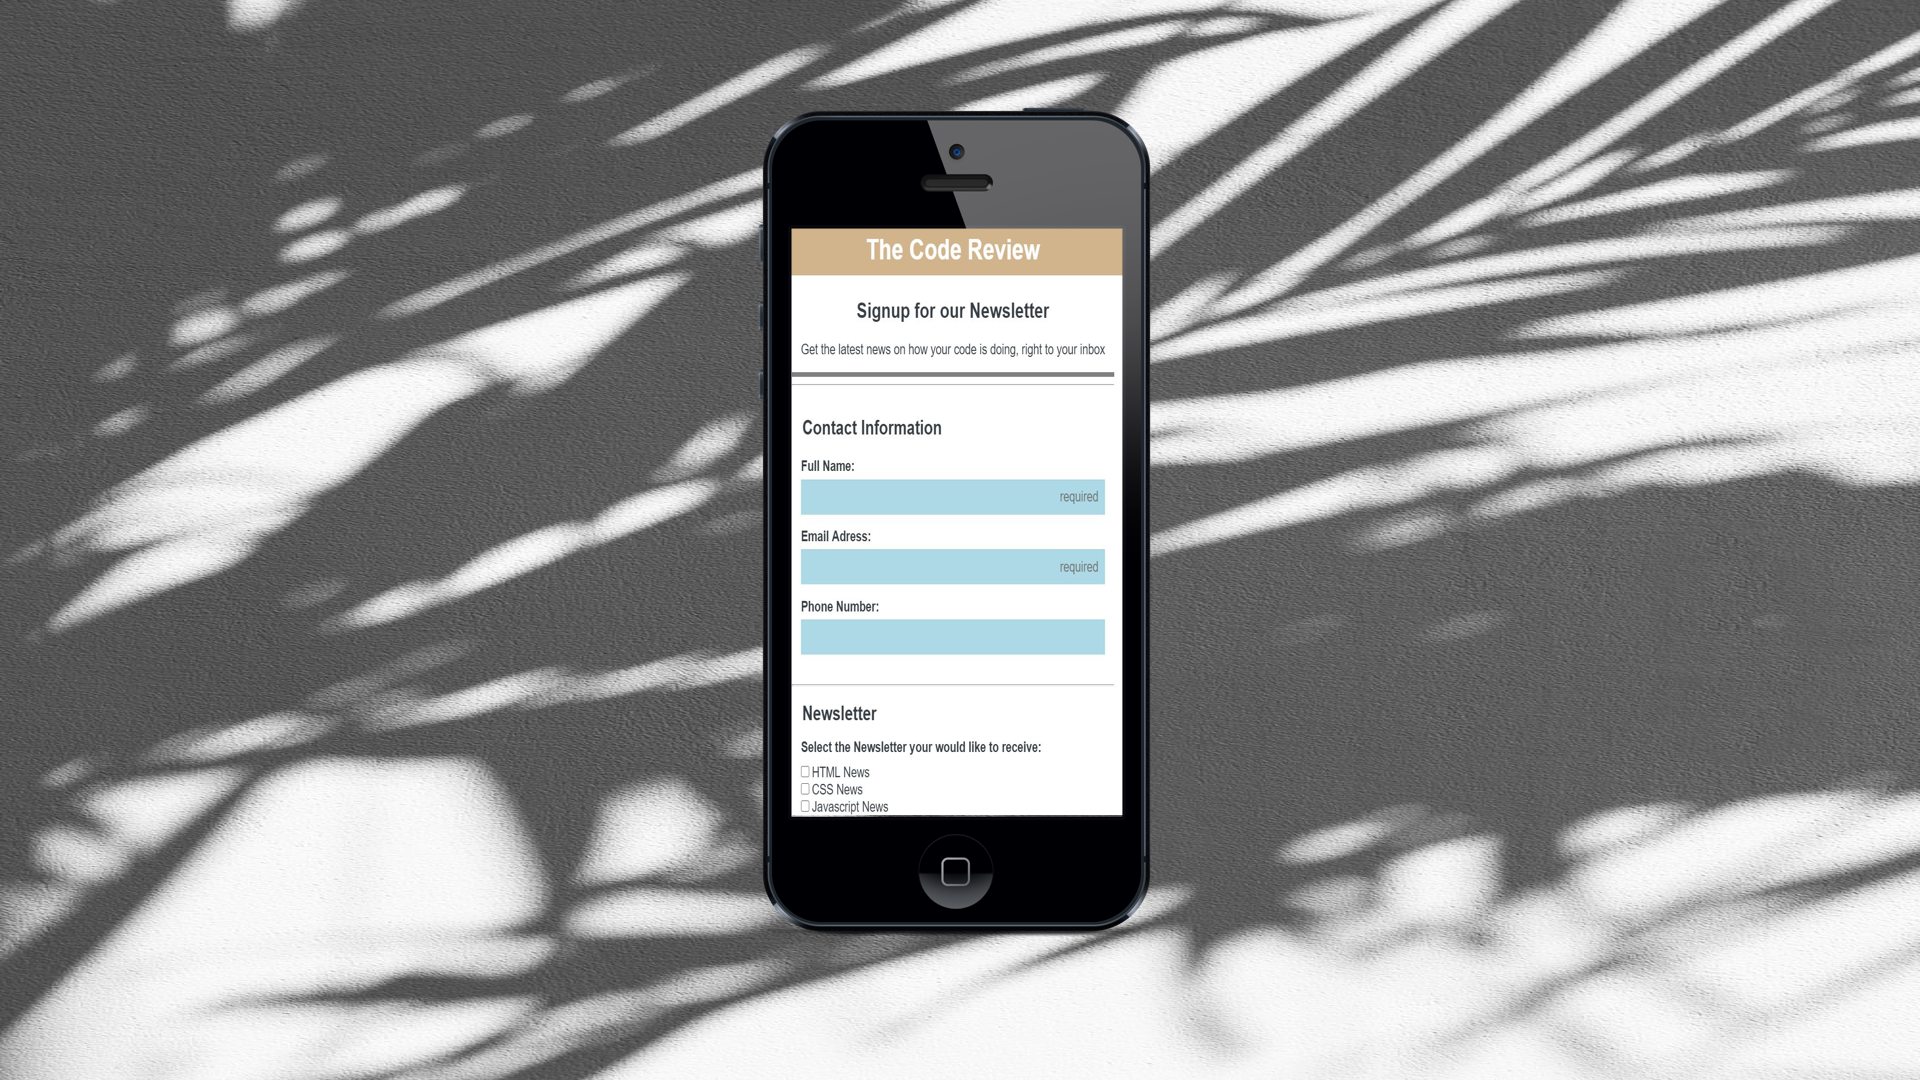 The Code Review
Signup for our Newsletter
Get the latest news on how your code is doing, right to your inbox
Contact Information
Full Name:
required
Email Adress:
required
Phone Number:
Newsletter
Select the Newsletter your would like to receive:
HTML News
CSS News
Javascript News